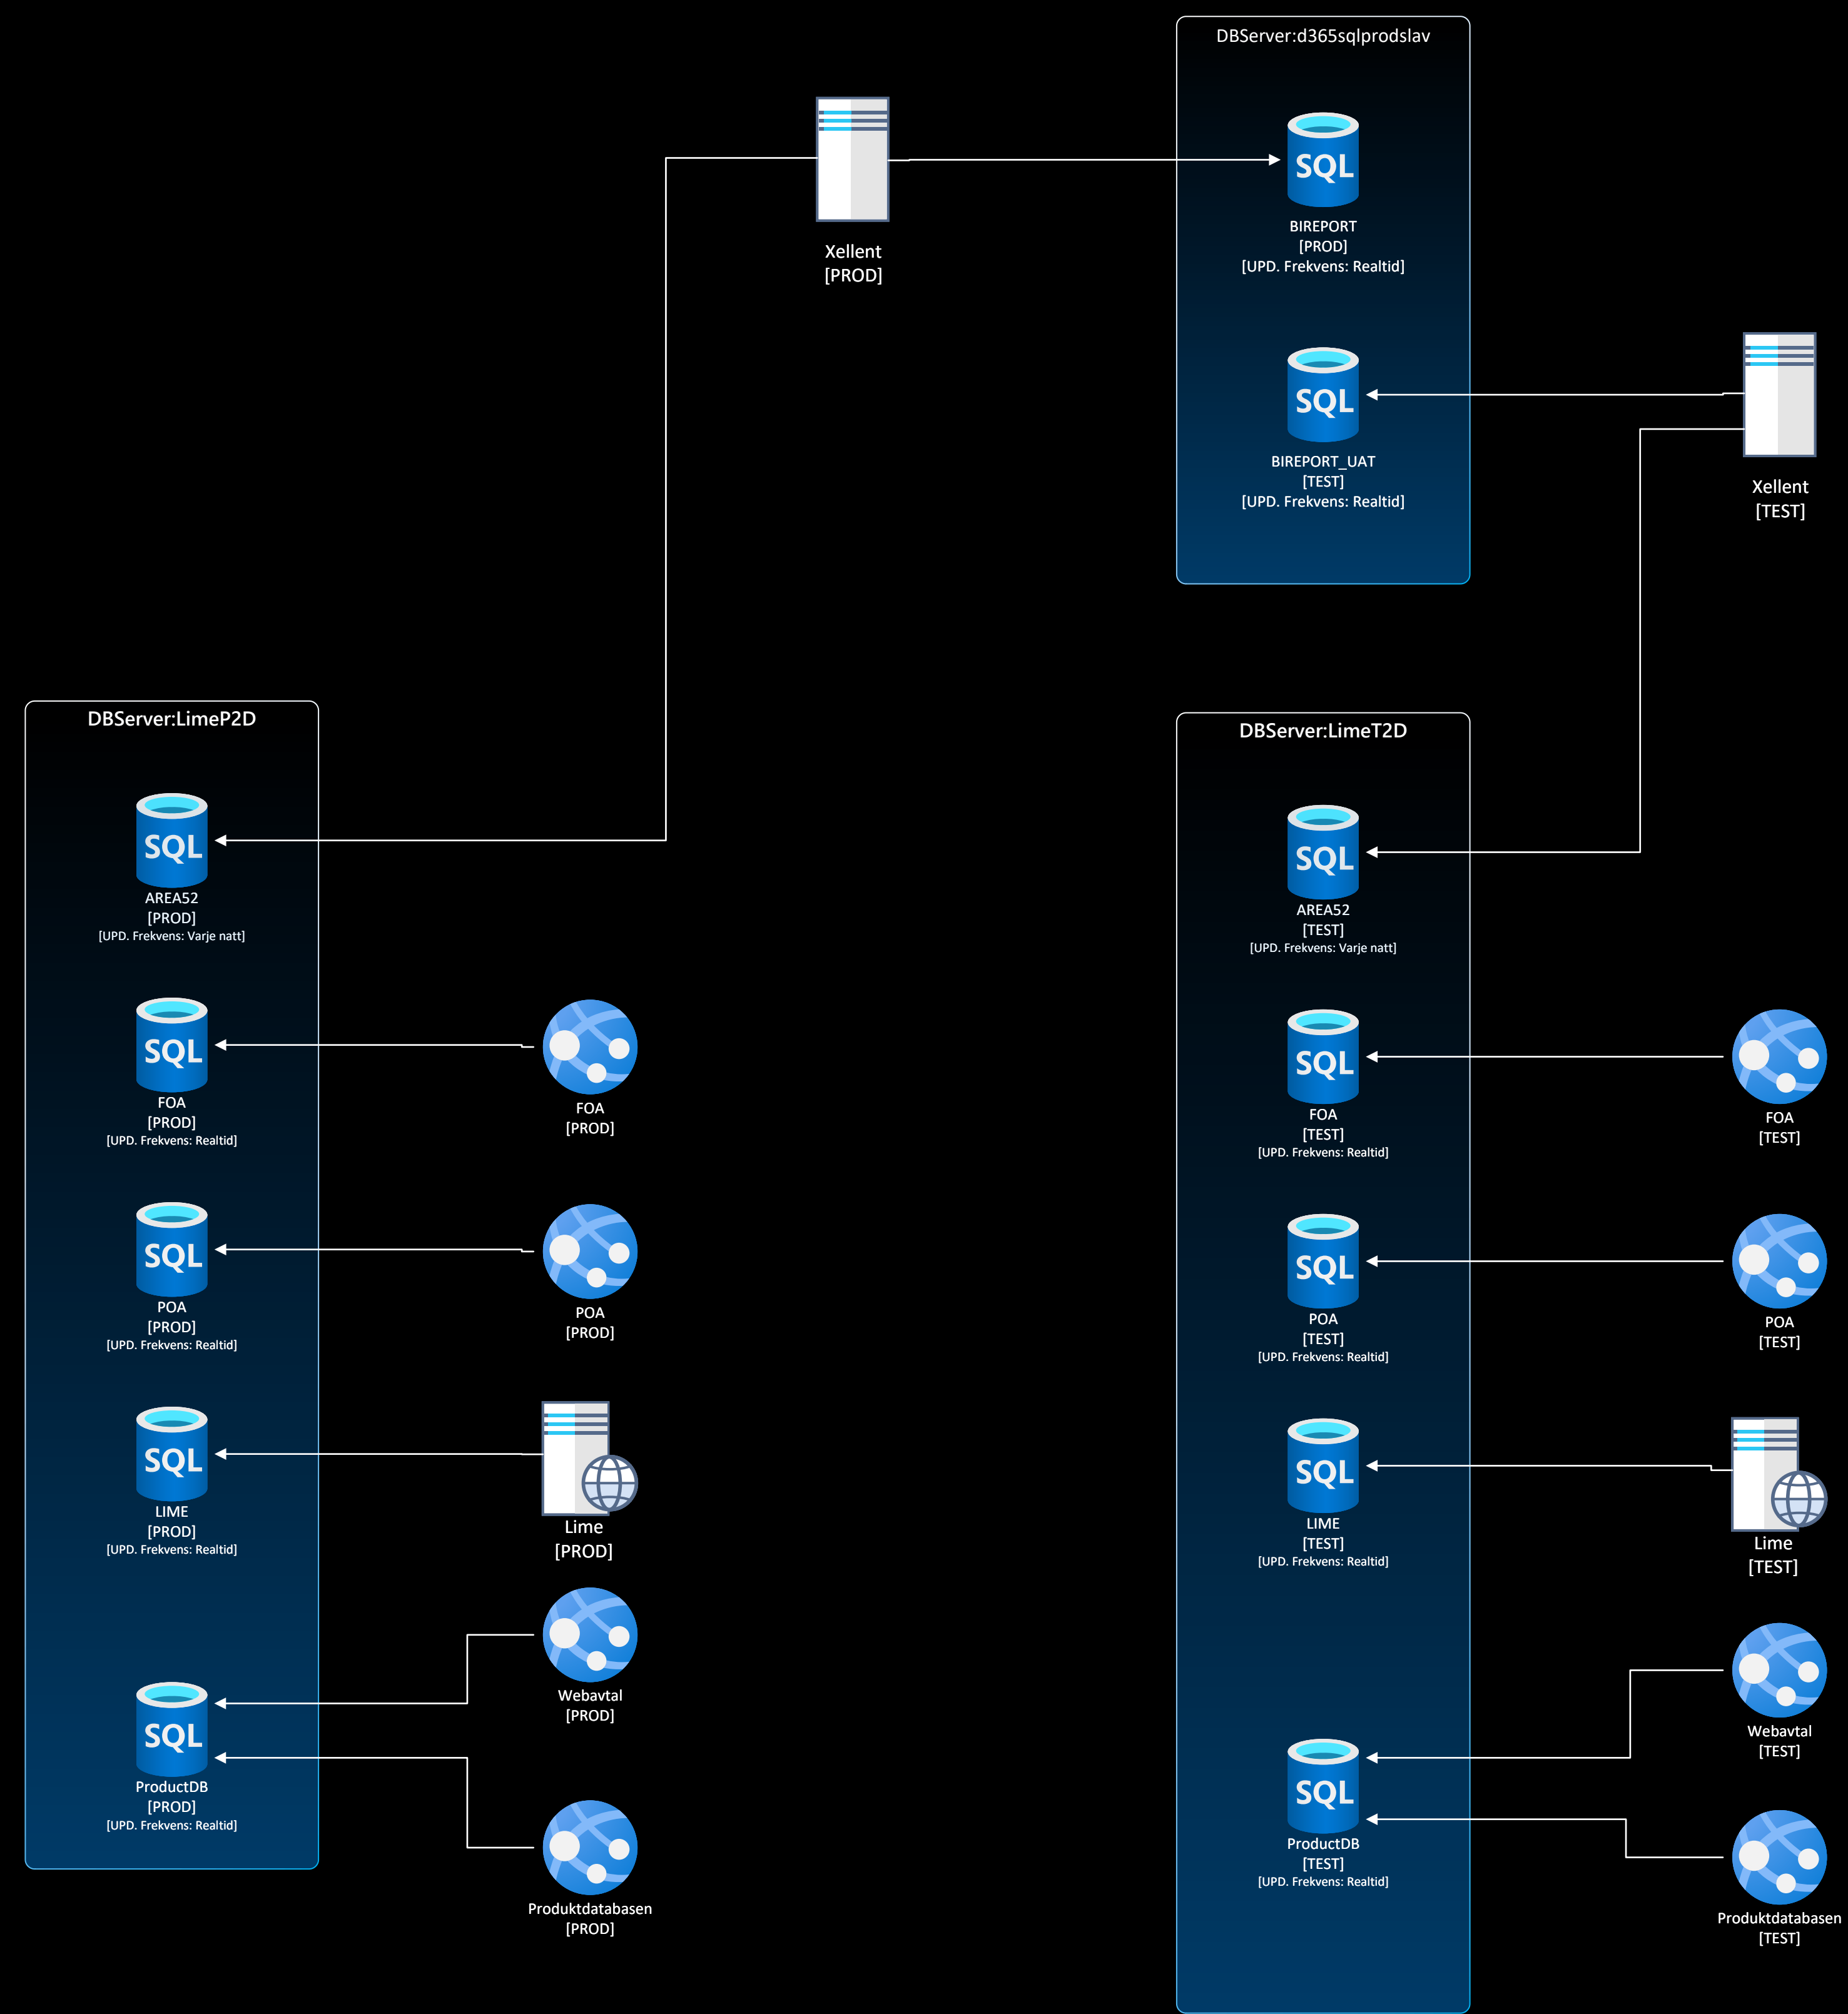 DBServer:d365sqlprodslav
SQL
BIREPORT
[PROD]
[UPD. Frekvens: Realtid]
Xellent
[PROD]
SQL
BIREPORT_UAT
[TEST]
[UPD. Frekvens: Realtid]
Xellent
[TEST]
DBServer:LimeP2D
SQL
AREA52
[PROD]
[UPD. Frekvens: Varje natt]
SQL
FOA
[PROD]
[UPD. Frekvens: Realtid]
FOA
[PROD]
SQL
POA
[PROD]
[UPD. Frekvens: Realtid]
POA
[PROD]
SQL
LIME
[PROD]
[UPD. Frekvens: Realtid]
Lime
[PROD]
Webavtal
[PROD]
SQL
ProductDB
[PROD]
[UPD. Frekvens: Realtid]
Produktdatabasen
[PROD]
DBServer:LimeT2D
SQL
AREA52
[TEST]
[UPD. Frekvens: Varje natt]
SQL
FOA
[TEST]
[UPD. Frekvens: Realtid]
FOA
[TEST]
SQL
POA
[TEST]
[UPD. Frekvens: Realtid]
POA
[TEST]
SQL
LIME
[TEST]
[UPD. Frekvens: Realtid]
Lime
[TEST]
Webavtal
[TEST]
SQL
ProductDB
[TEST]
[UPD. Frekvens: Realtid]
Produktdatabasen
[TEST]